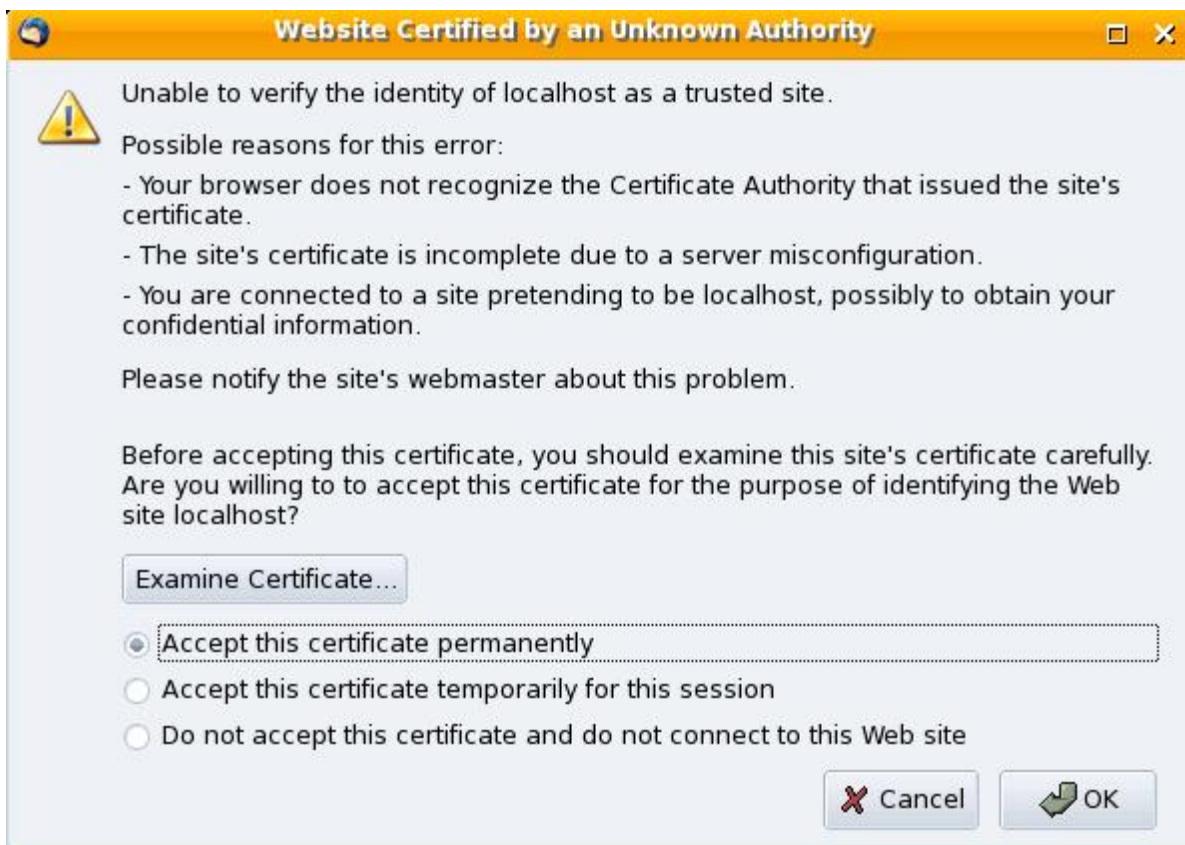 Website Certified by an Unknown Authority
Unable to verify the identity of localhost as a trusted site.
Possible reasons for this error:
- Your browser does not recognize the Certificate Authority that issued the site's
certificate.
- The site's certificate is incomplete due to a server misconfiguration.
- You are connected to a site pretending to be localhost, possibly to obtain your
confidential information.
Please notify the site's webmaster about this problem.
Before accepting this certificate, you should examine this site's certificate carefully.
Are you willing to to accept this certificate for the purpose of identifying the Web
site localhost?
Examine Certificate...
Accept this certificate permanently
Accept this certificate temporarily for this session
Do not accept this certificate and do not connect to this Web site
Cancel OK